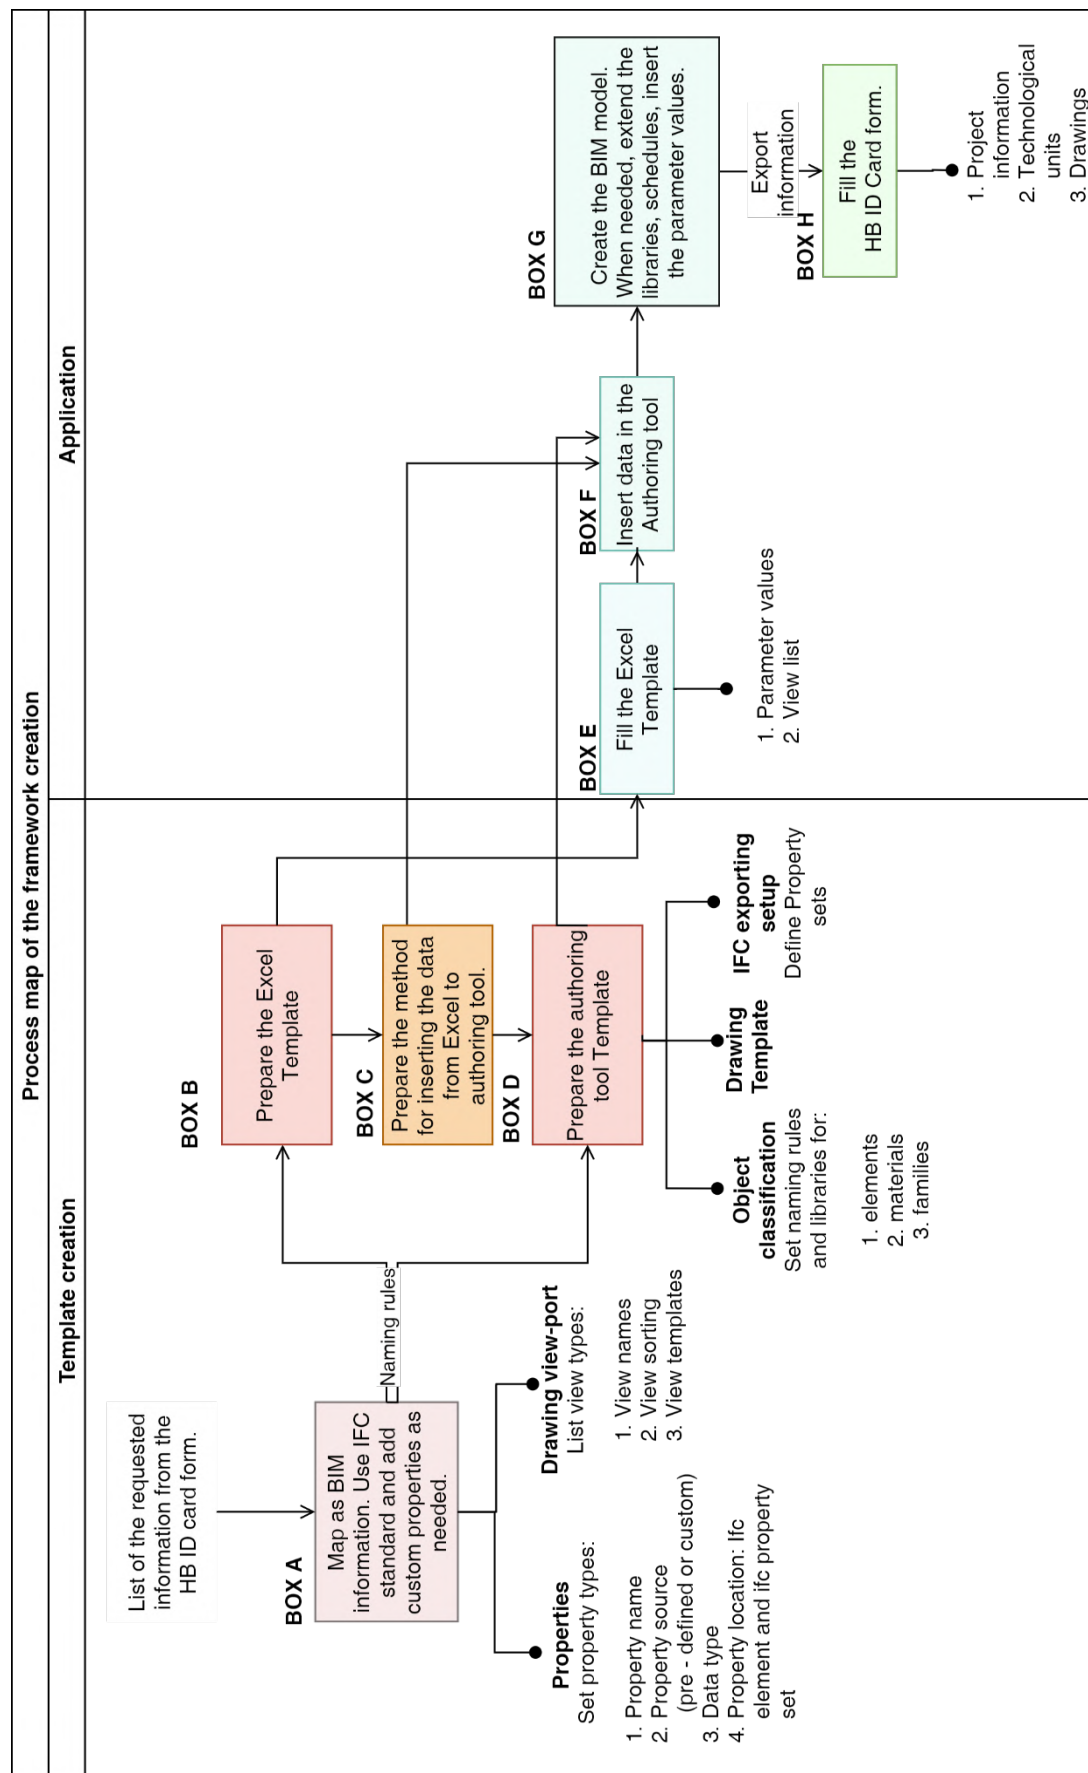 Process map of the framework creation
Template creation
Application
List of the requested
information from the
HB ID card form.
BOX A
Map as BIM
information. Use IFC
standard and add
custom properties as
needed.
Naming rules
Properties
Set property types:
1. Property name
2. Property source
(pre - defined or custom)
3. Data type
4. Property location: Ifc
element and ifc property
set
Drawing view-port
List view types:
1. View names
2. View sorting
3. View templates
BOX B
Prepare the Excel
Template
BOX C
Prepare the method
for inserting the data
from Excel to
authoring tool.
BOX D
Prepare the authoring
tool Template
Object
classification
Set naming rules
and libraries for:
1. elements
2. materials
3. families
Drawing
Template
IFC exporting
setup
Define Property
sets
BOX E
Fill the Excel
Template
1. Parameter values
2. View list
BOX F
Insert data in the
Authoring tool
BOX G
Create the BIM model.
When needed, extend the
libraries, schedules, insert
the parameter values.
Export
information
BOX H
Fill the
HB ID Card form.
1. Project
information
2. Technological
units
3. Drawings